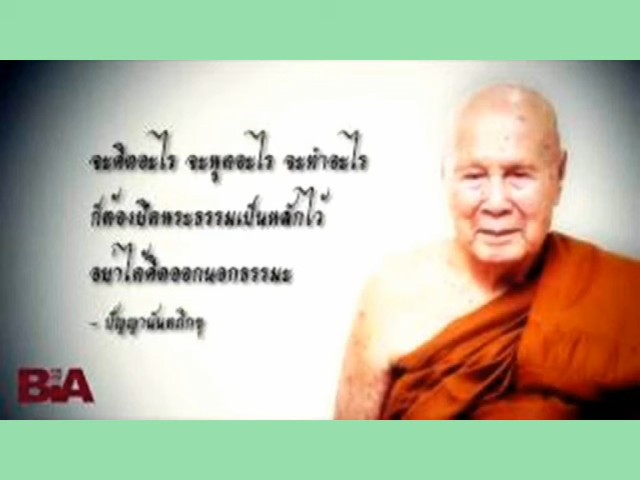 จะคิดอะไร จะพูดอะไร จะทำอะไร
ก็ต้องยึดพระธรรมเป็นหลักไว้
อย่าได้คิดออกนอกธรรมะ
- ปัญญานันทภิกขุ
BIA